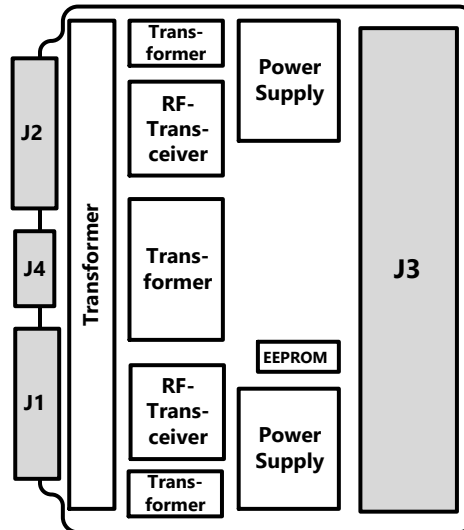 J2
J4
J1
Transformer
Trans-
former
RF-
Trans-
ceiver
Trans-
former
RF-
Trans-
ceiver
Trans-
former
Power
Supply
EEPROM
Power
Supply
J3